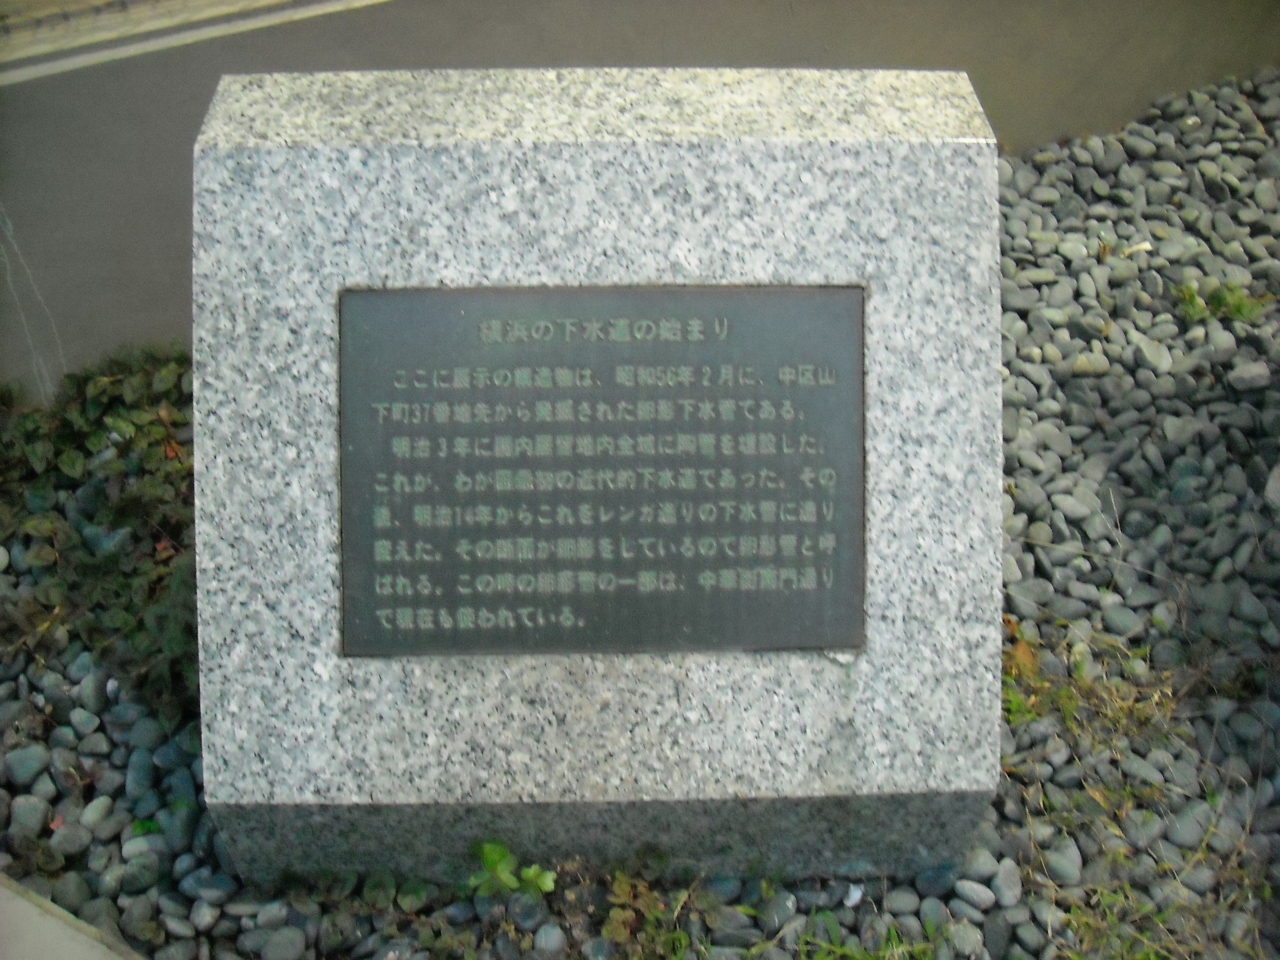 横浜の下水道の始まり
ここに展示の構造物は、昭和56年2月に、中区山
下町37番地先から発掘された卵形下水管である。
明治3年に関内居留地内全域に陶管を埋設した。
これが、わが国最初の近代的下水道であった。その
後、明治14年からこれをレンガ造りの下水管に造り
変えた。その断面が卵形をしているので卵形管と呼
ばれる。この時の卵形管の一部は、中華街南門通り
で現在も使われている。